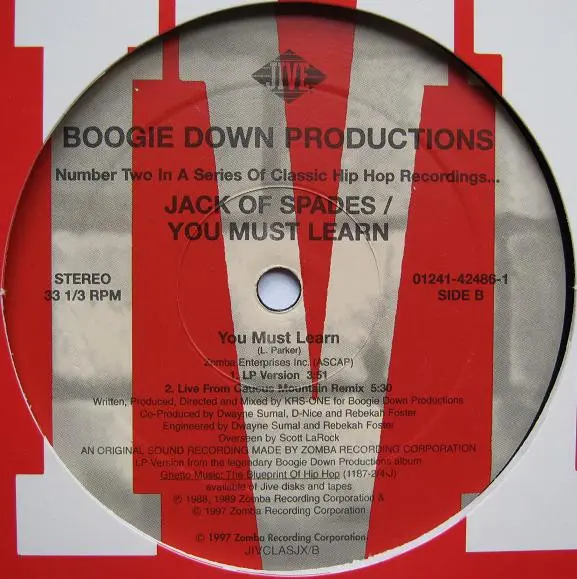 JIVE
BOOGIE DOWN PRODUCTIONS
Number Two In A Series Of Classic Hip Hop Recordings...
JACK OF SPADES /
YOU MUST LEARN
STEREO
33 1/3 RPM
01241-42486-1
SIDE B
You Must Learn
(L. Parker)
Zomba Enterprises Inc. (ASCAP)
1. LP Version 3:51
2. Live From Caucus Mountain Remix 5:30
Written, Produced, Directed and Mixed by KRS-ONE for Boogie Down Productions
Co-Produced by Dwayne Sumal, D-Nice and Rebekah Foster
Engineered by Dwayne Sumal and Rebekah Foster
Overseen by Scott LaRock
AN ORIGINAL SOUND RECORDING MADE BY ZOMBA RECORDING CORPORATION
LP Version from the legendary Boogie Down Productions album
Ghetto Music: The Blueprint Of Hip Hop (1187-2/4-J)
available of Jive disks and tapes
℗ 1988, 1989 Zomba Recording Corporation &
© 1997 Zomba Recording Corporation.
© 1997 Zomba Recording Corporation.
JIVCLASJX/B